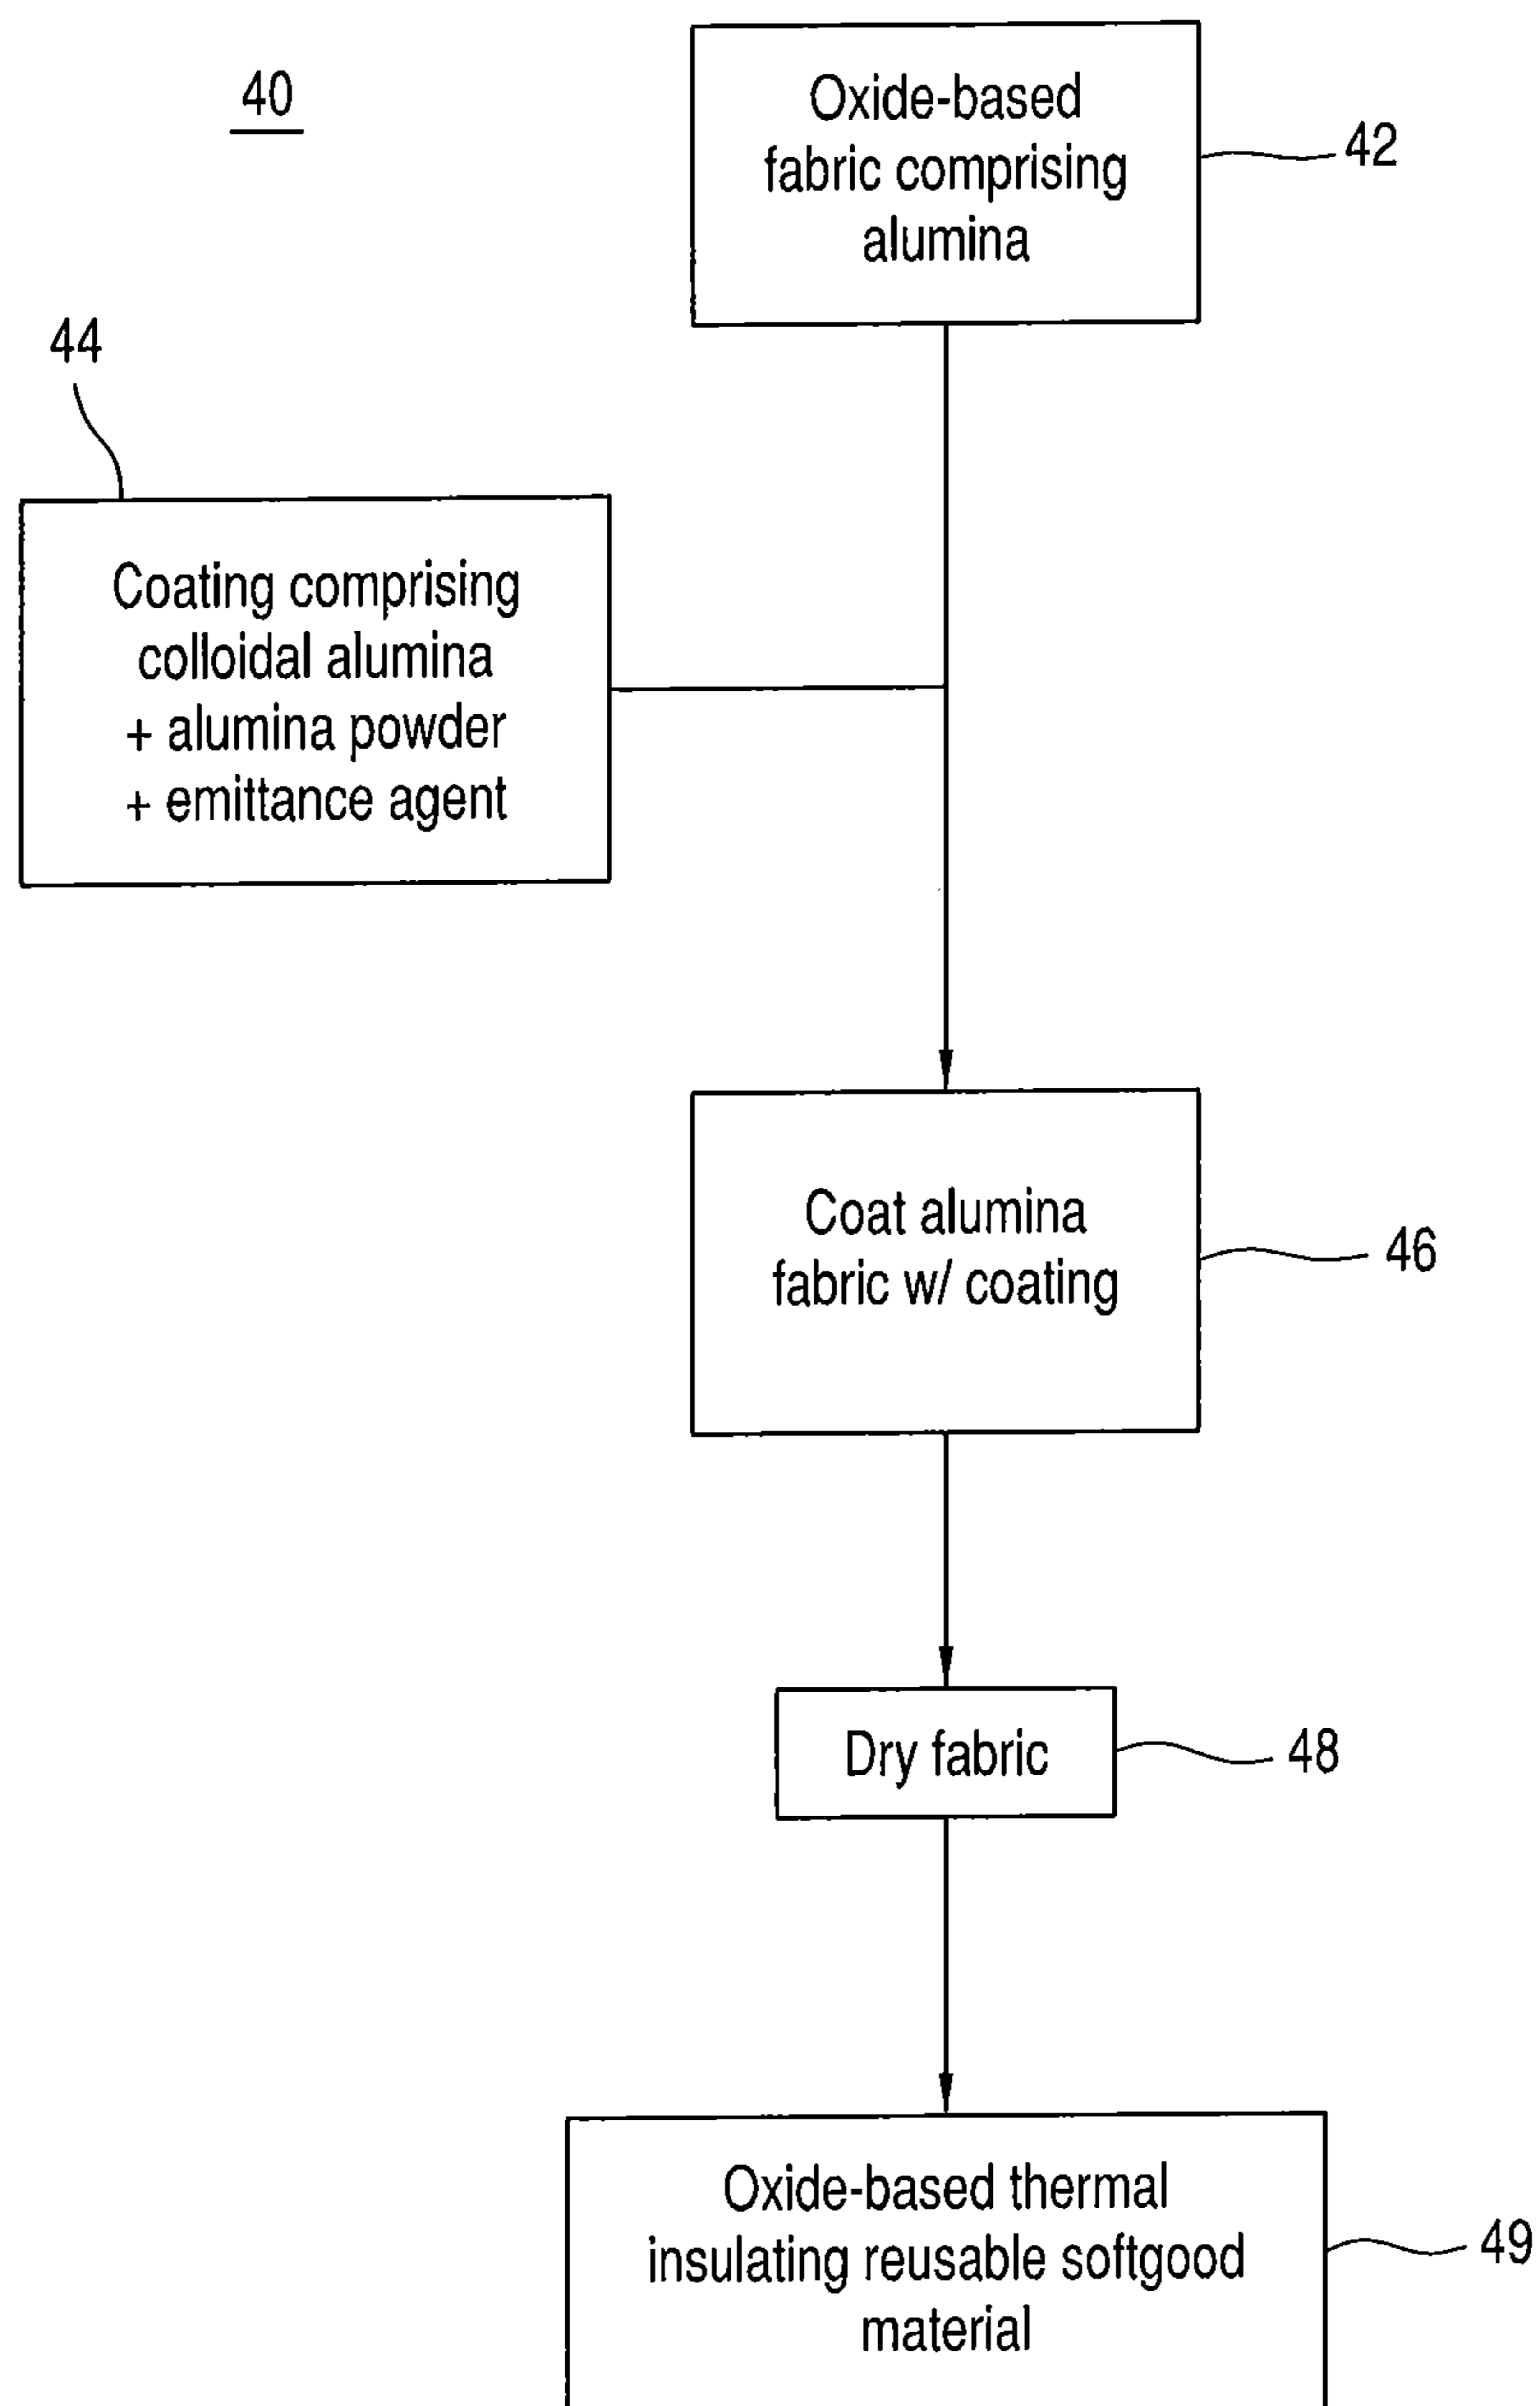 40
Oxide-based
fabric comprising
alumina
42
44
Coating comprising
colloidal alumina
+ alumina powder
+ emittance agent
Coat alumina
fabric w/ coating
46
Dry fabric
48
Oxide-based thermal
insulating reusable softgood
material
49